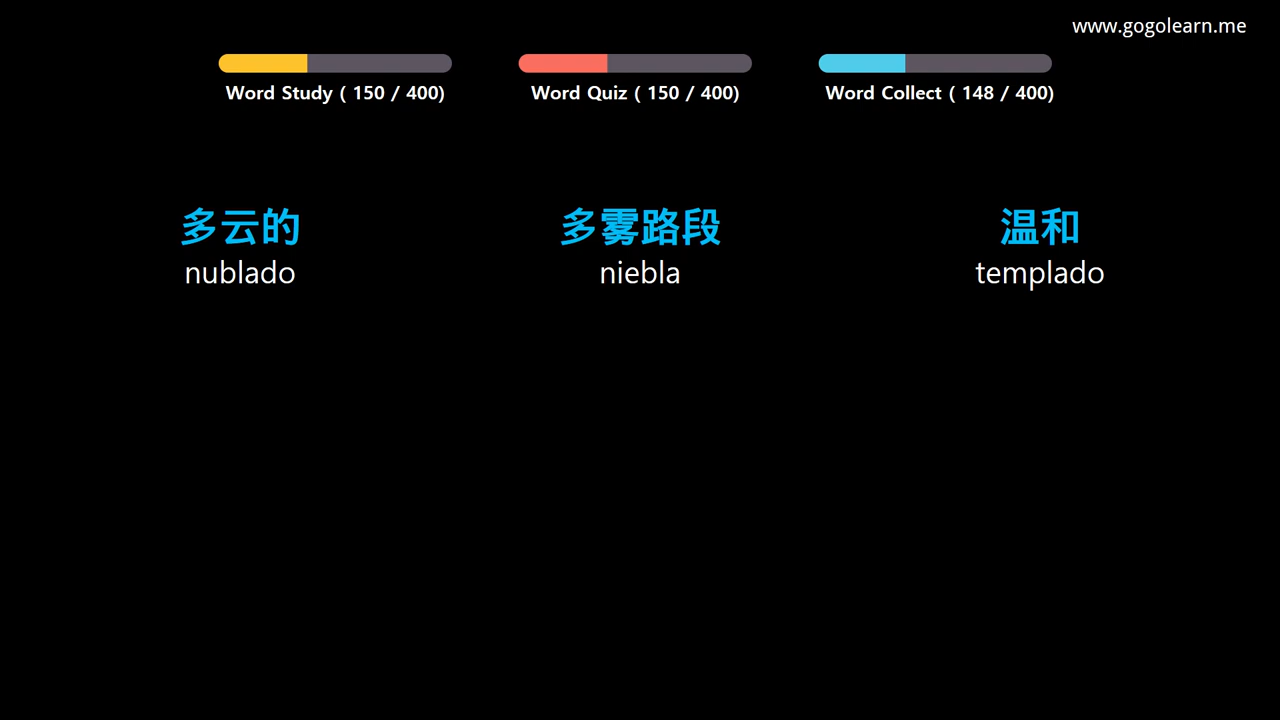 www.gogolearn.me
Word Study ( 150 / 400)
Word Quiz ( 150 / 400)
Word Collect ( 148 / 400)
多云的
nublado
多雾路段
niebla
温和
templado